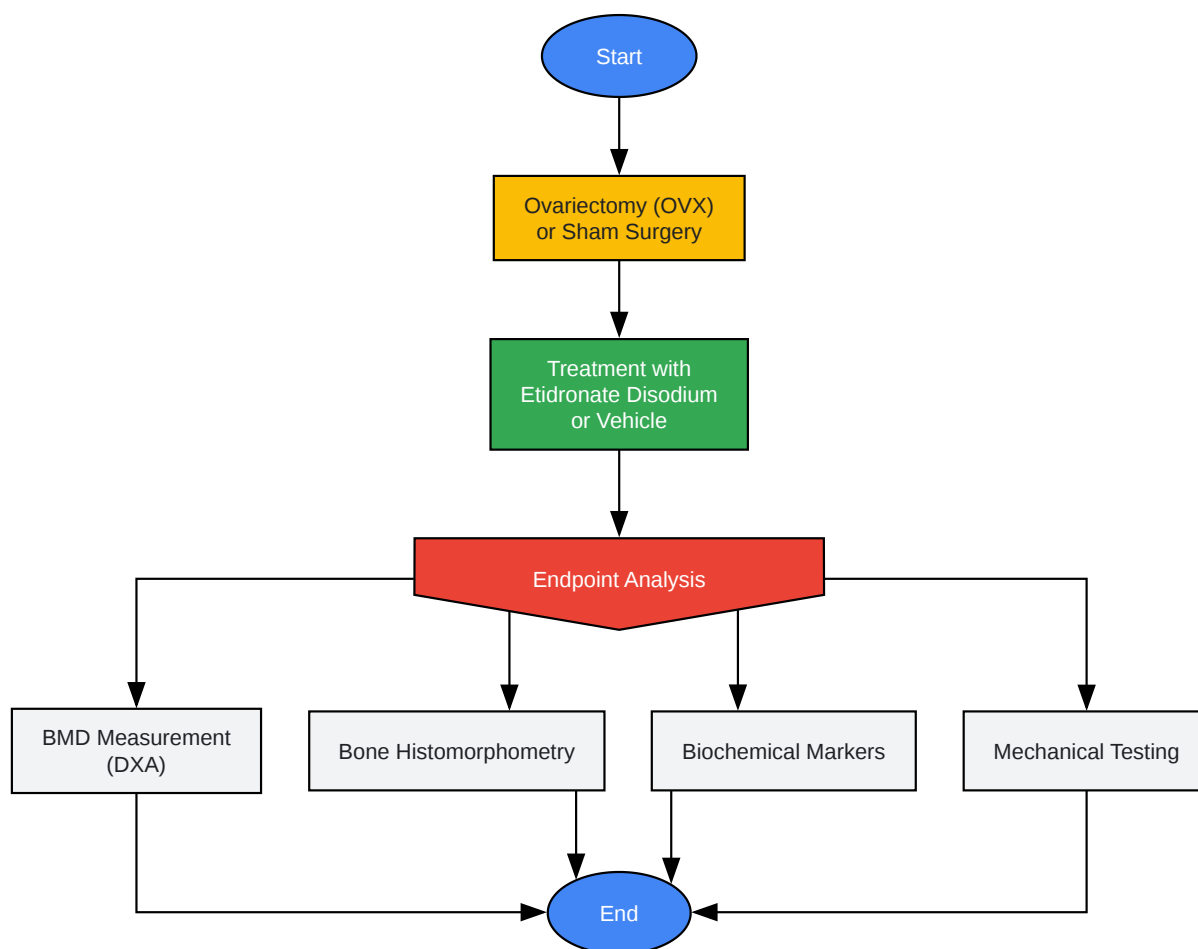 Start
Ovariectomy (OVX)
or Sham Surgery
Treatment with
Etidronate Disodium
or Vehicle
Endpoint Analysis
BMD Measurement
(DXA)
Bone Histomorphometry
Biochemical Markers
Mechanical Testing
End